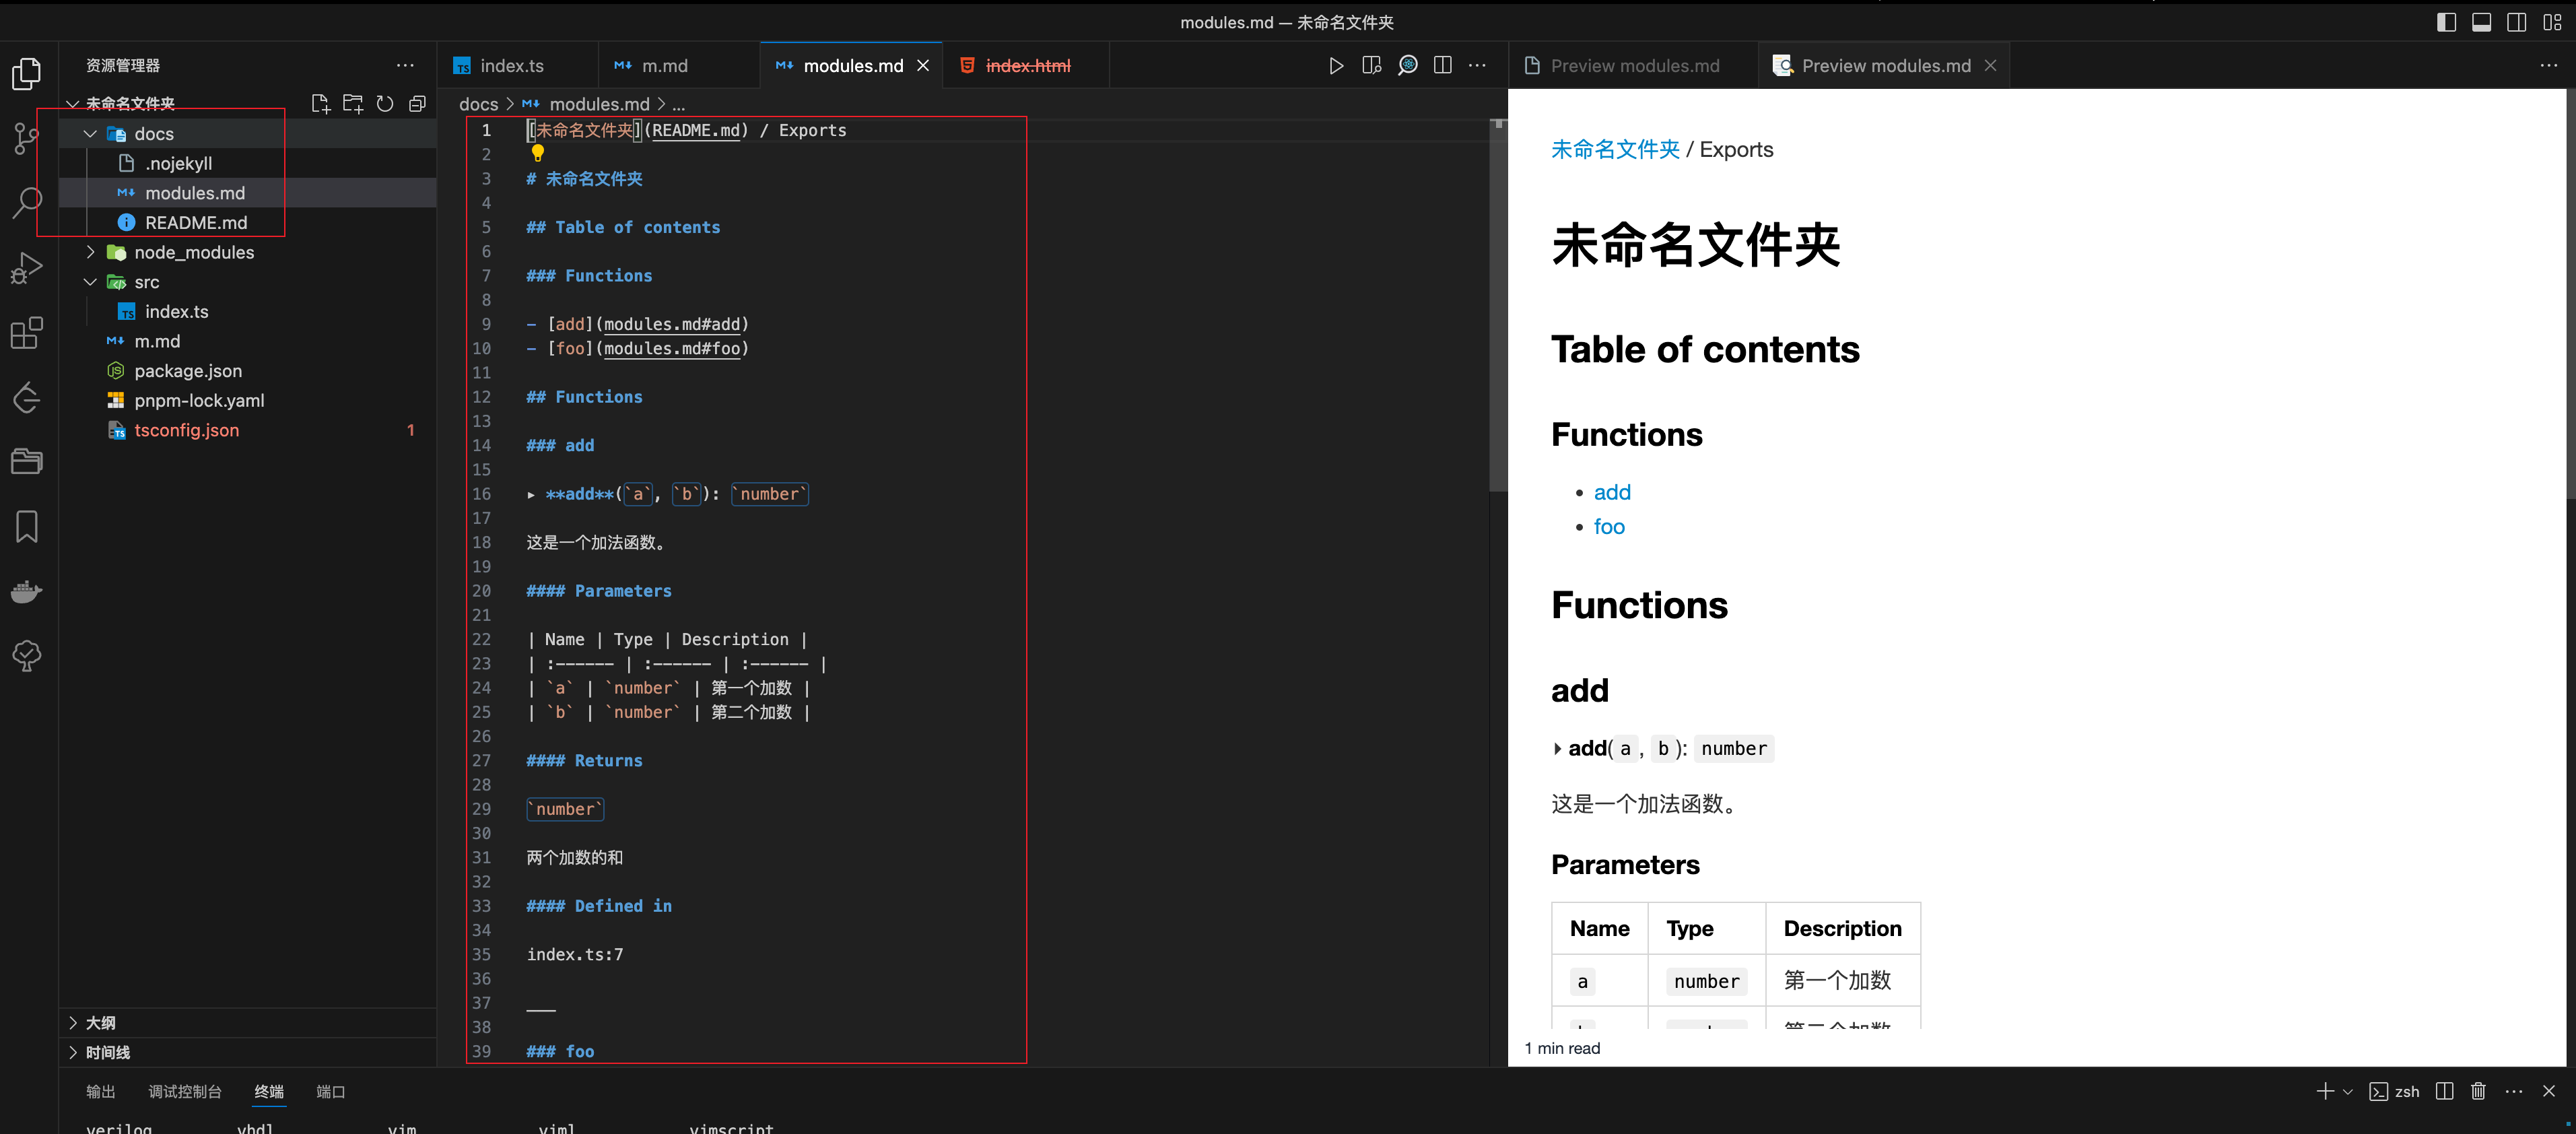 modules.md — 未命名文件夹
资源管理器
未命名文件夹
docs
.nojekyll
modules.md
README.md
node_modules
src
index.ts
m.md
package.json
pnpm-lock.yaml
tsconfig.json 1
大纲
时间线
index.ts m.md modules.md index.html
docs > modules.md > ...
1 [未命名文件夹](README.md) / Exports
2
3 # 未命名文件夹
4
5 ## Table of contents
6
7 ### Functions
8
9 - [add](modules.md#add)
10 - [foo](modules.md#foo)
11
12 ## Functions
13
14 ### add
15
16 ▸ **add**(`a`, `b`): `number`
17
18 这是一个加法函数。
19
20 #### Parameters
21
22 | Name | Type | Description |
23 | :------ | :------ | :------ |
24 | `a` | `number` | 第一个加数 |
25 | `b` | `number` | 第二个加数 |
26
27 #### Returns
28
29 `number`
30
31 两个加数的和
32
33 #### Defined in
34
35 index.ts:7
36
37 ___
38
39 ### foo
Preview modules.md Preview modules.md
未命名文件夹 / Exports
未命名文件夹
Table of contents
Functions
• add
• foo
Functions
add
▸ add(a, b): number
这是一个加法函数。
Parameters
Name Type Description
a number 第一个加数
1 min read
输出 调试控制台 终端 端口
zsh
verilog vhdl vim viml vimscript